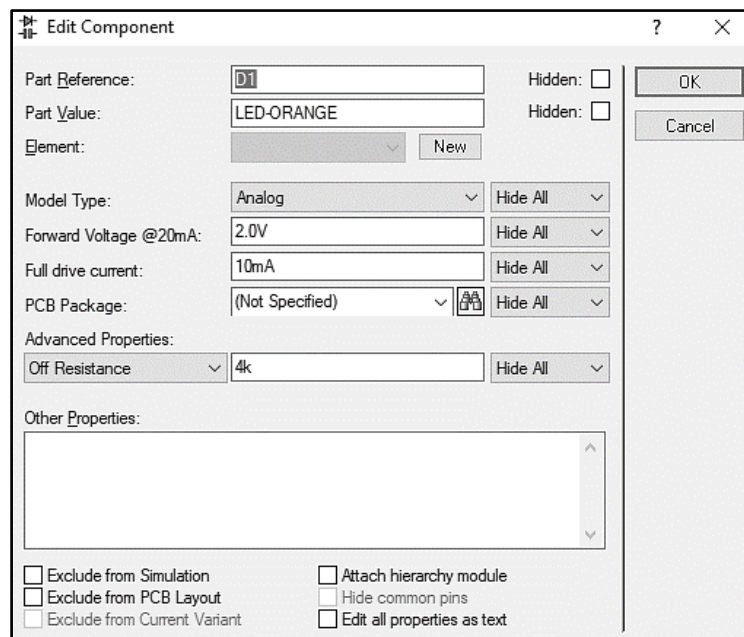 Edit Component ? ×
Part Reference: D1 Hidden: OK
Part Value: LED-ORANGE Hidden: Cancel
Element: New
Model Type: Analog Hide All
Forward Voltage @20mA: 2.0V Hide All
Full drive current: 10mA Hide All
PCB Package: (Not Specified) Hide All
Advanced Properties:
Off Resistance 4k Hide All
Other Properties:
Exclude from Simulation Attach hierarchy module
Exclude from PCB Layout Hide common pins
Exclude from Current Variant Edit all properties as text